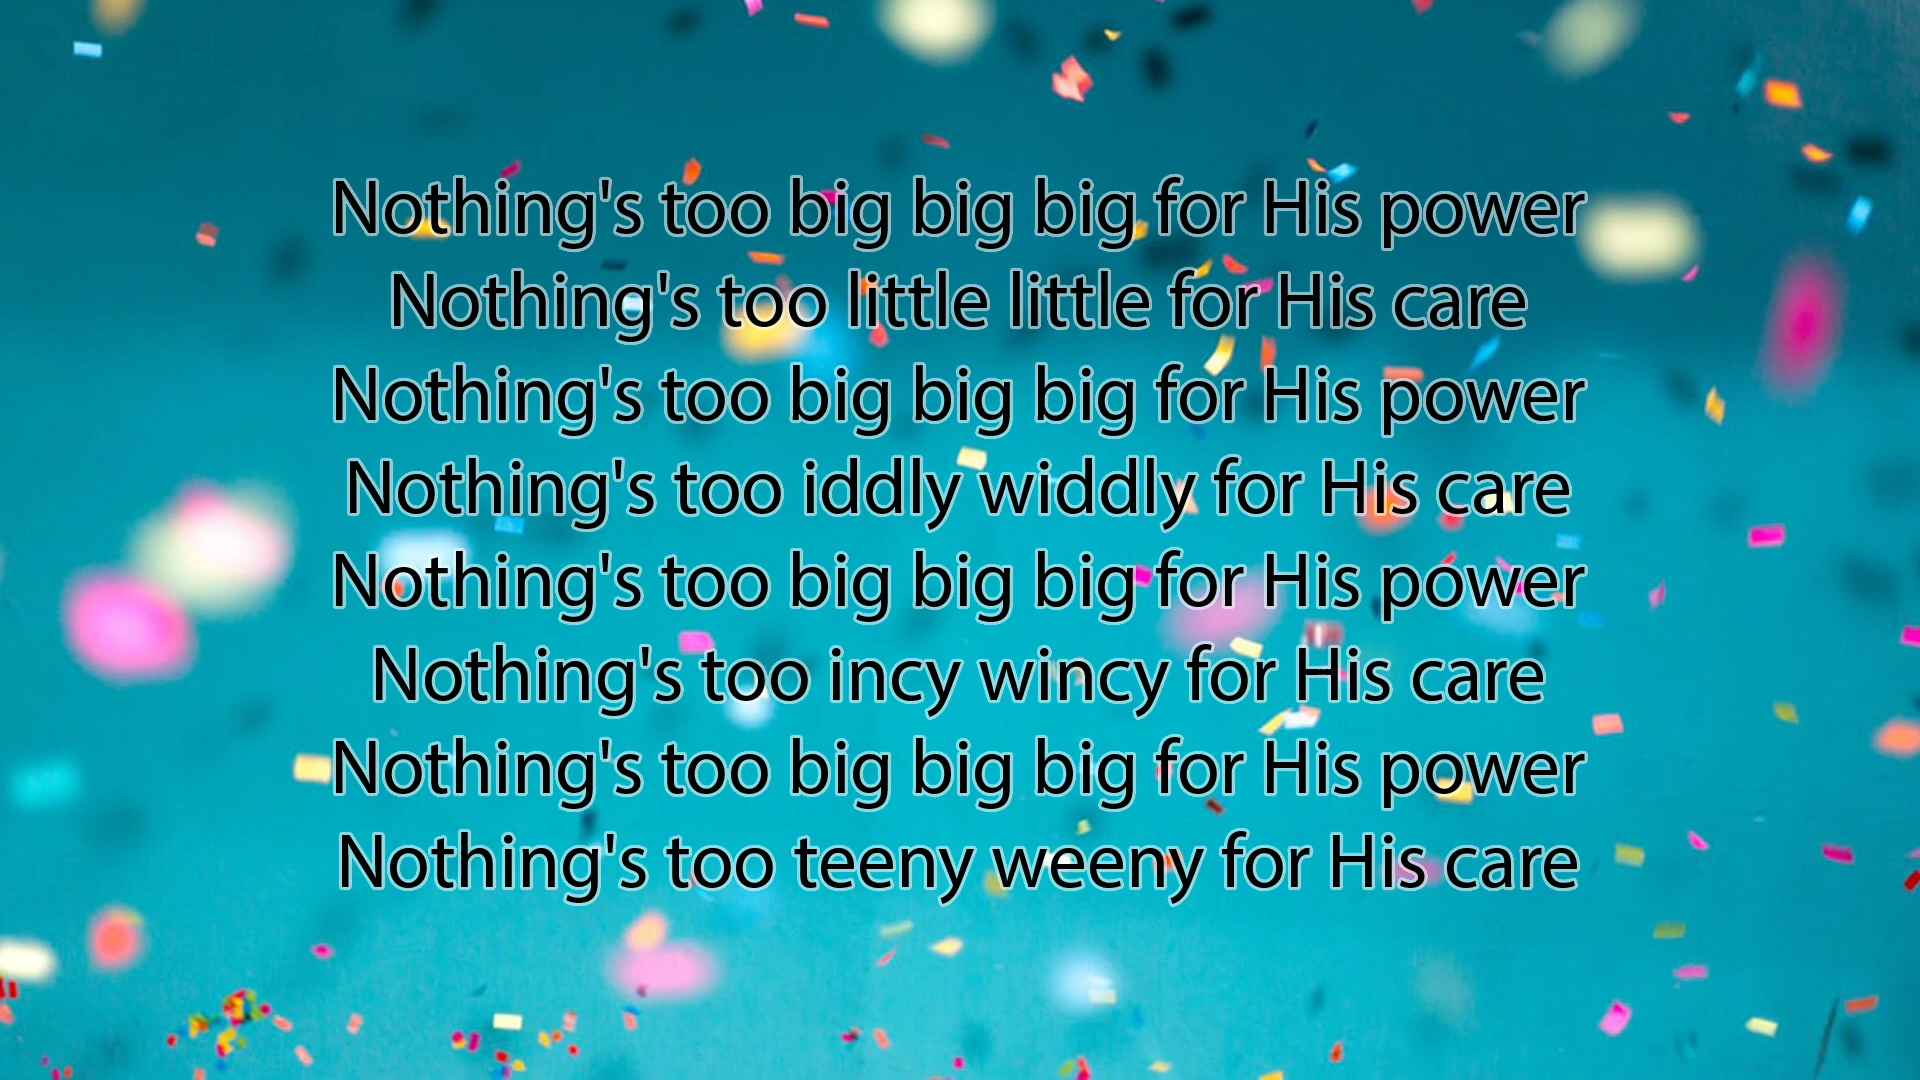 Nothing's too big big big for His power
Nothing's too little little for His care
Nothing's too big big big for His power
Nothing's too iddly widdly for His care
Nothing's too big big big for His power
Nothing's too incy wincy for His care
Nothing's too big big big for His power
Nothing's too teeny weeny for His care